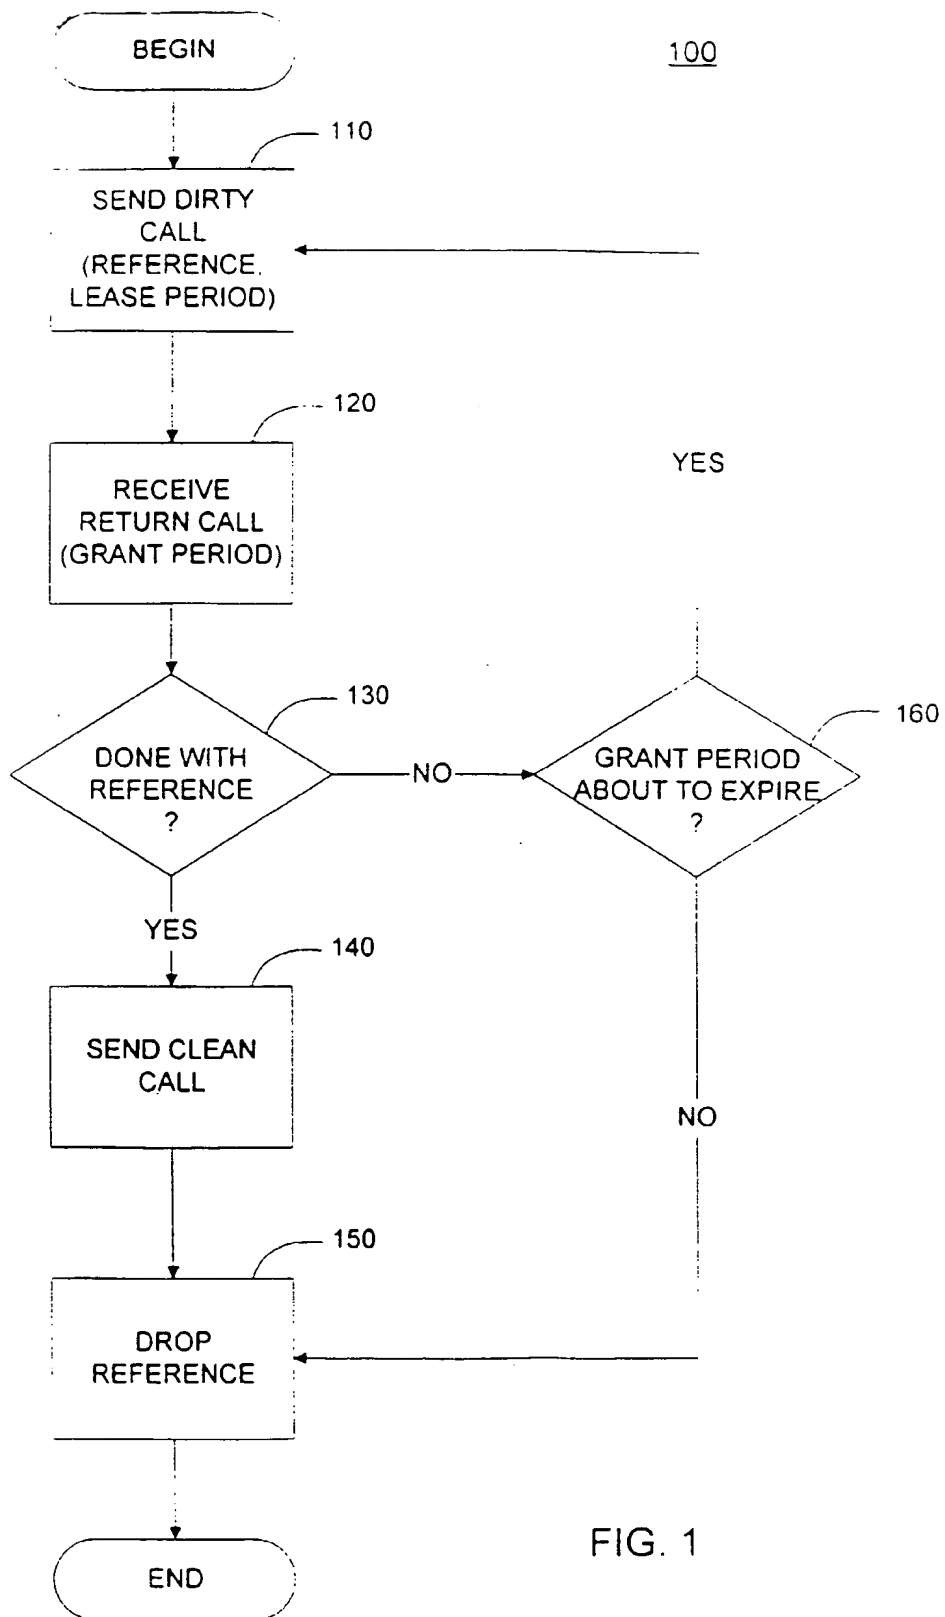 BEGIN
100
110
SEND DIRTY
CALL
(REFERENCE,
LEASE PERIOD)
120
RECEIVE
RETURN CALL
(GRANT PERIOD)
YES
130
DONE WITH
REFERENCE
?
NO
160
GRANT PERIOD
ABOUT TO EXPIRE
?
YES
140
SEND CLEAN
CALL
NO
150
DROP
REFERENCE
END
FIG. 1